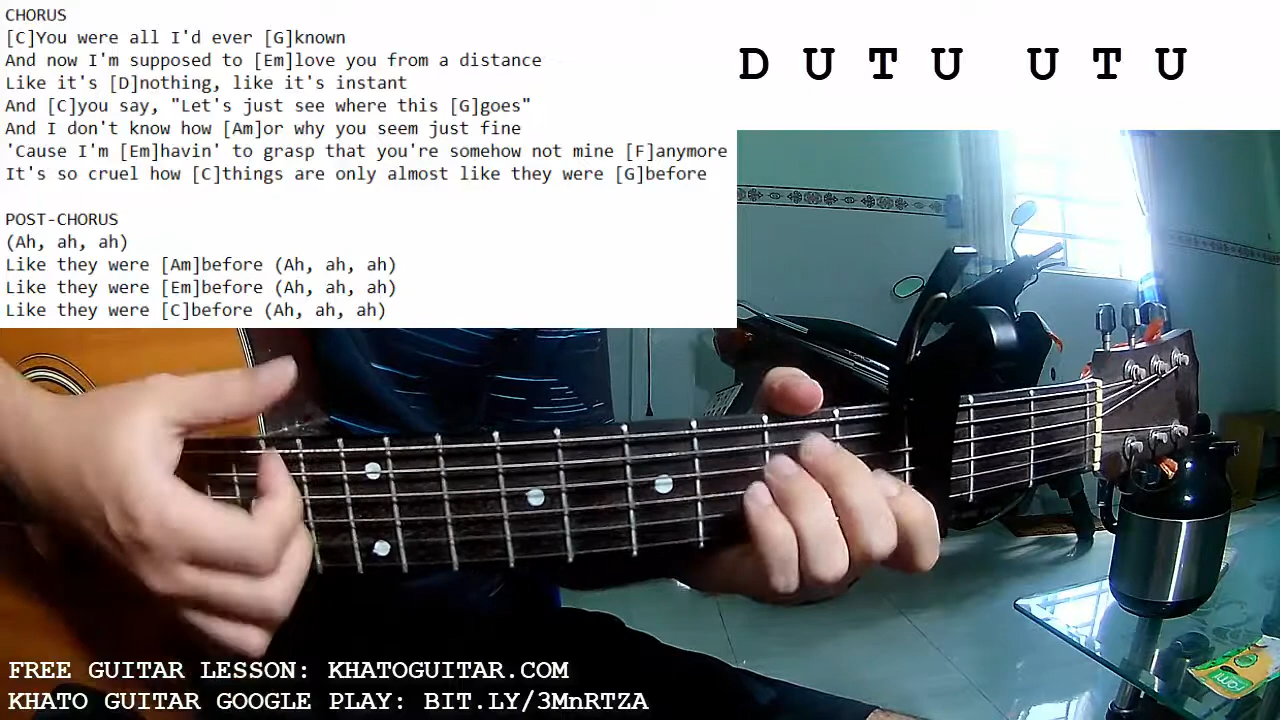 CHORUS
[C]You were all I'd ever [G]known
And now I'm supposed to [Em]love you from a distance
Like it's [D]nothing, like it's instant
And [C]you say, "Let's just see where this [G]goes"
And I don't know how [Am]or why you seem just fine
'Cause I'm [Em]havin' to grasp that you're somehow not mine [F]anymore
It's so cruel how [C]things are only almost like they were [G]before
POST-CHORUS
(Ah, ah, ah)
Like they were [Am]before (Ah, ah, ah)
Like they were [Em]before (Ah, ah, ah)
Like they were [C]before (Ah, ah, ah)
D U T U U T U
FREE GUITAR LESSON: KHATOGUITAR.COM
KHATO GUITAR GOOGLE PLAY: BIT.LY/3MnRTZA